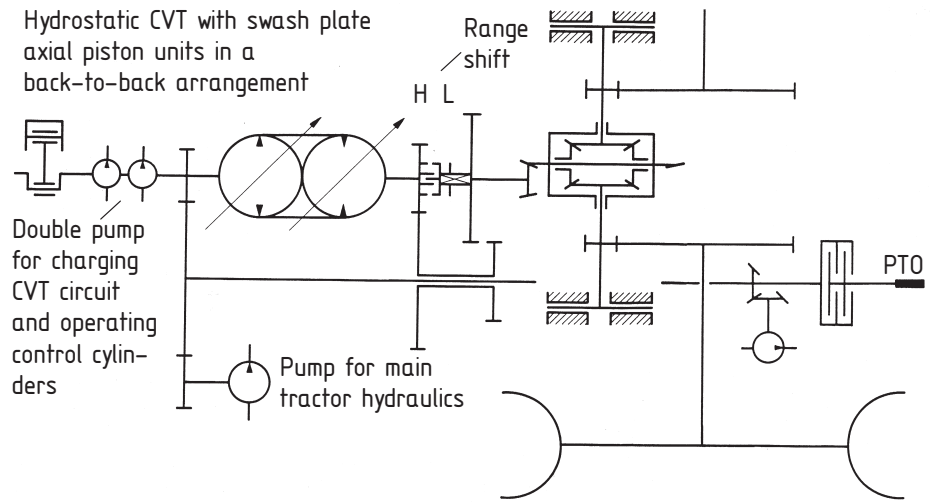 Hydrostatic CVT with swash plate
axial piston units in a
back-to-back arrangement
Range
shift
H L
Double pump
for charging
CVT circuit
and operating
control cylin-
ders
PTO
Pump for main
tractor hydraulics